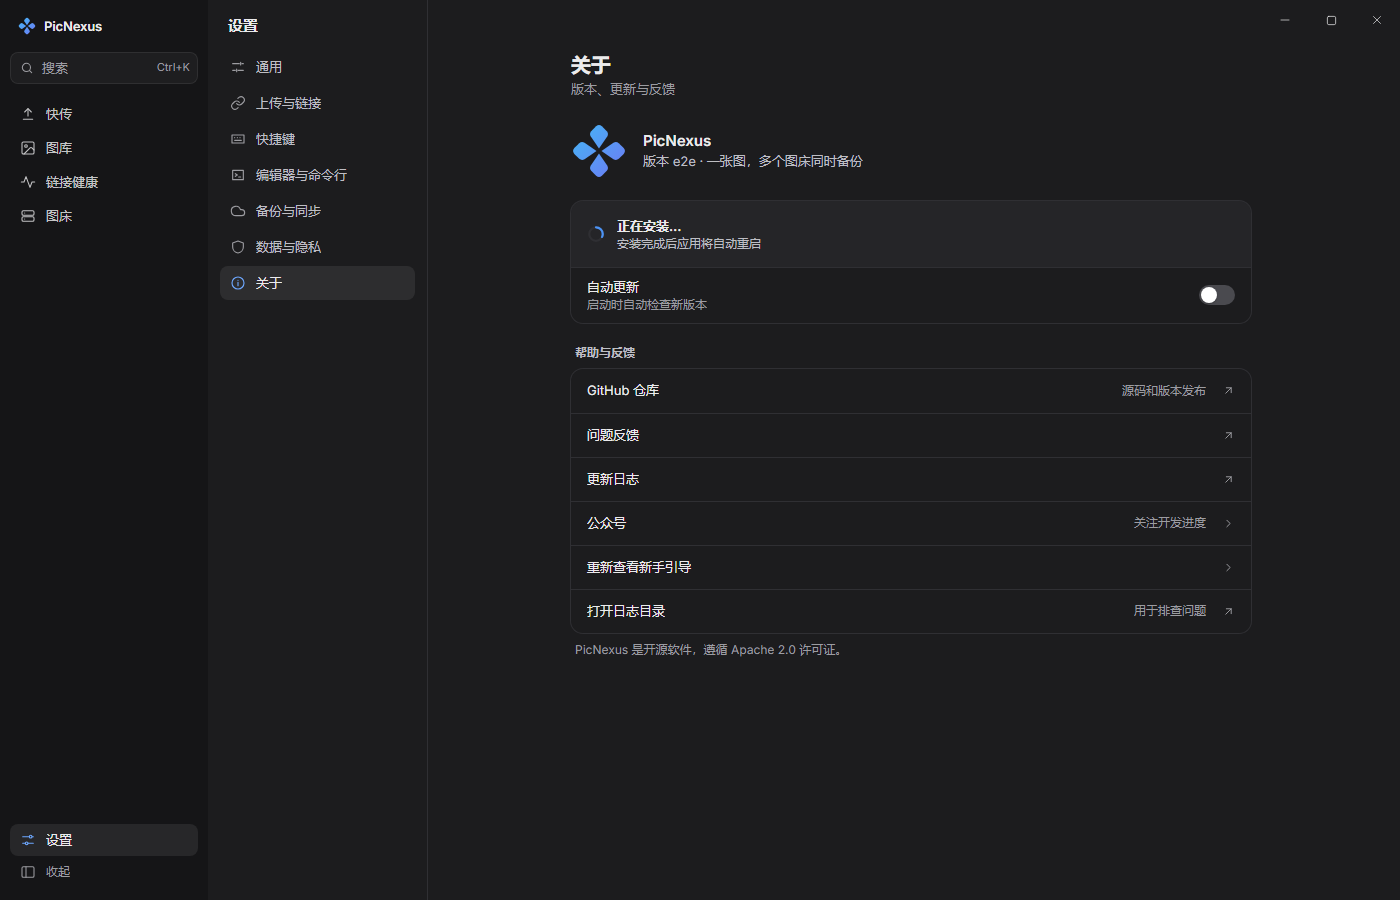 PicNexus
搜索 Ctrl+K
快传
图库
链接健康
图床
设置
收起
设置
通用
上传与链接
快捷键
编辑器与命令行
备份与同步
数据与隐私
关于
关于
版本、更新与反馈
PicNexus
版本 e2e · 一张图，多个图床同时备份
正在安装...
安装完成后应用将自动重启
自动更新
启动时自动检查新版本
帮助与反馈
GitHub 仓库 源码和版本发布
问题反馈
更新日志
公众号 关注开发进度
重新查看新手引导
打开日志目录 用于排查问题
PicNexus 是开源软件，遵循 Apache 2.0 许可证。